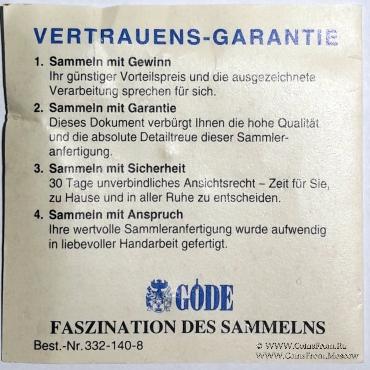 VERTRAUENS-GARANTIE
1. Sammeln mit Gewinn
Ihr günstiger Vorteilspreis und die ausgezeichnete
Verarbeitung sprechen für sich.
2. Sammeln mit Garantie
Dieses Dokument verbürgt Ihnen die hohe Qualität
und die absolute Detailtreue dieser Sammler-
anfertigung.
3. Sammeln mit Sicherheit
30 Tage unverbindliches Ansichtsrecht – Zeit für Sie,
zu Hause und in aller Ruhe zu entscheiden.
4. Sammeln mit Anspruch
Ihre wertvolle Sammleranfertigung wurde aufwendig
in liebevoller Handarbeit gefertigt.
GÖDE
FASZINATION DES SAMMELNS
Best.-Nr. 332-140-8
© www.CoinsFrom.Ru
www.CoinsFrom.Moscow